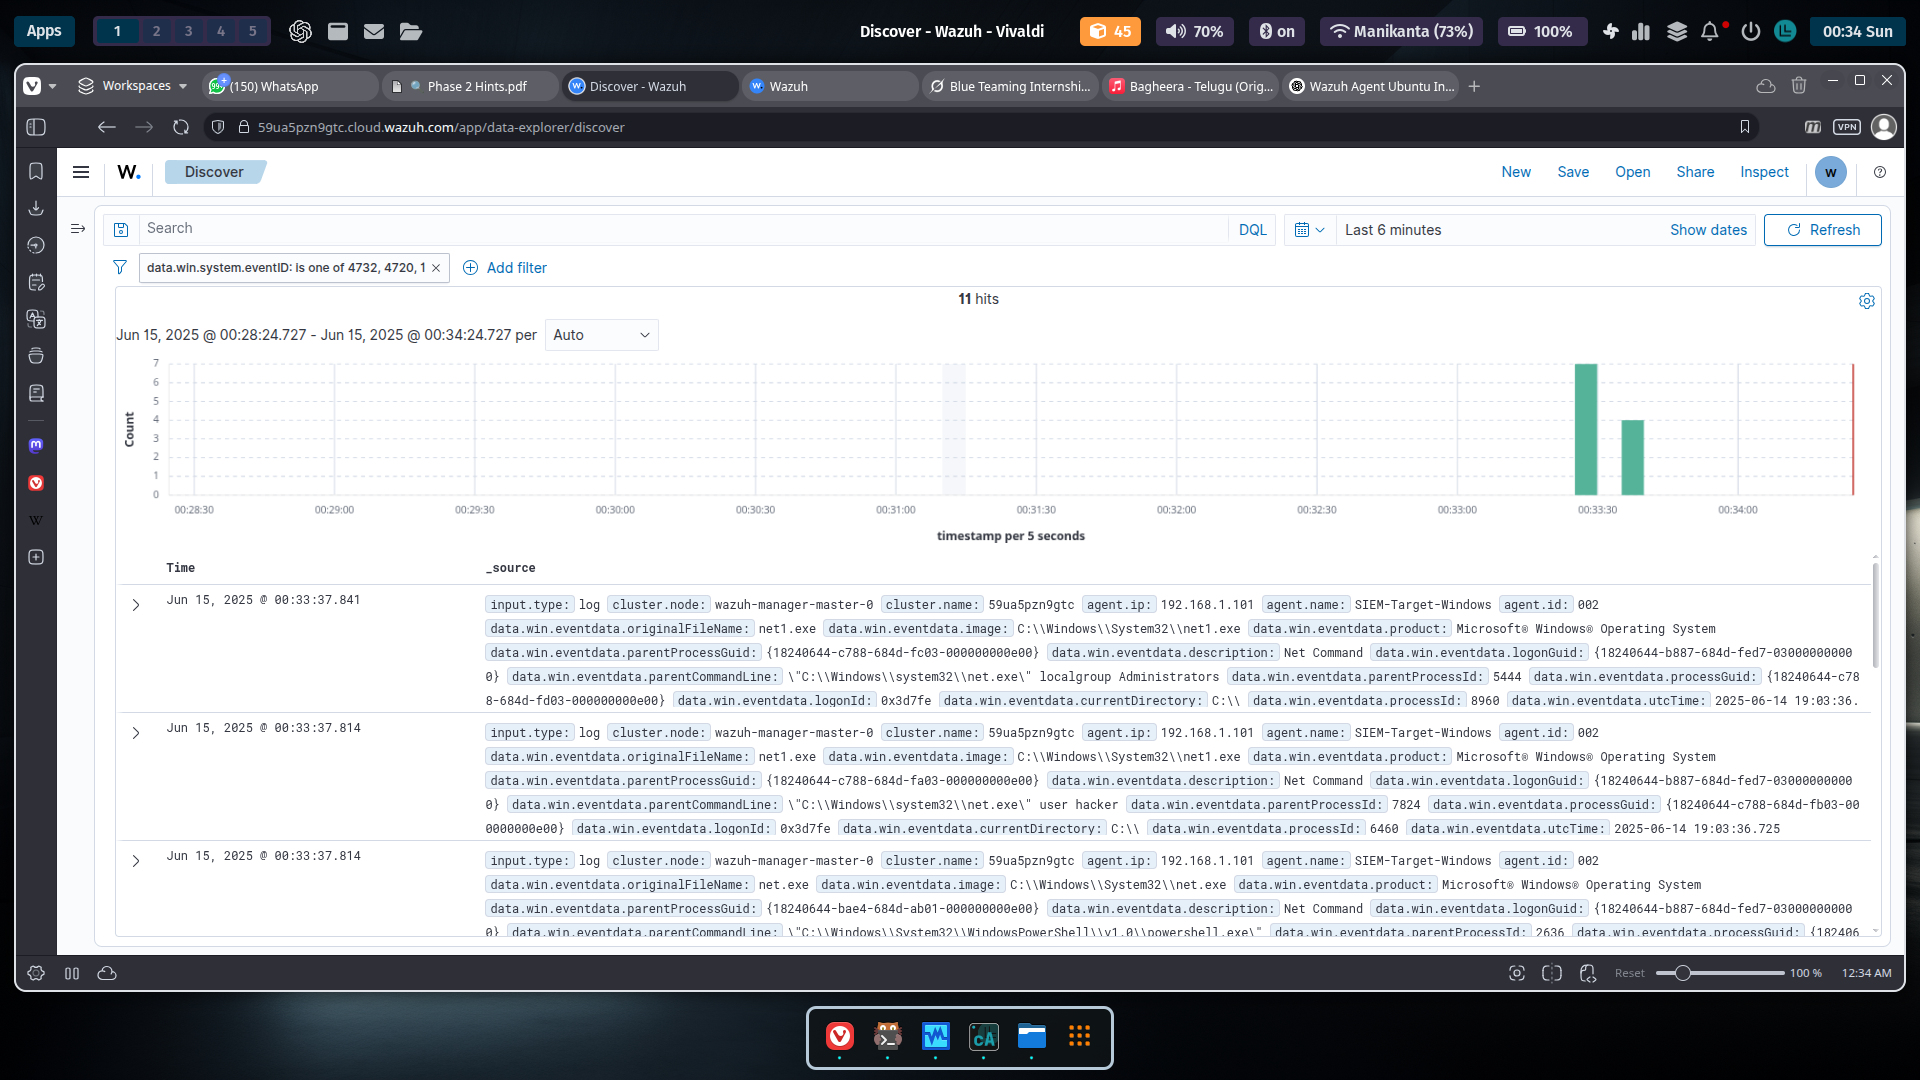 Apps
1 2 3 4 5
Discover - Wazuh - Vivaldi
45
70%
on
Manikanta (73%)
100%
00:34 Sun
Workspaces
(150) WhatsApp
Phase 2 Hints.pdf
Discover - Wazuh
Wazuh
Blue Teaming Internshi...
Bagheera - Telugu (Orig...
Wazuh Agent Ubuntu In...
59ua5pzn9gtc.cloud.wazuh.com/app/data-explorer/discover
VPN
W.
Discover
New Save Open Share Inspect
w
Search
DQL
Last 6 minutes
Show dates
Refresh
data.win.system.eventID: is one of 4732, 4720, 1
Add filter
11 hits
Jun 15, 2025 @ 00:28:24.727 - Jun 15, 2025 @ 00:34:24.727 per
Auto
Count
7
6
5
4
3
2
1
0
00:28:30 00:29:00 00:29:30 00:30:00 00:30:30 00:31:00 00:31:30 00:32:00 00:32:30 00:33:00 00:33:30 00:34:00
timestamp per 5 seconds
Time _source
Jun 15, 2025 @ 00:33:37.841
input.type: log cluster.node: wazuh-manager-master-0 cluster.name: 59ua5pzn9gtc agent.ip: 192.168.1.101 agent.name: SIEM-Target-Windows agent.id: 002
data.win.eventdata.originalFileName: net1.exe data.win.eventdata.image: C:\\Windows\\System32\\net1.exe data.win.eventdata.product: Microsoft® Windows® Operating System
data.win.eventdata.parentProcessGuid: {18240644-c788-684d-fc03-000000000e00} data.win.eventdata.description: Net Command data.win.eventdata.logonGuid: {18240644-b887-684d-fed7-03000000000
0} data.win.eventdata.parentCommandLine: \"C:\\Windows\\system32\\net.exe\" localgroup Administrators data.win.eventdata.parentProcessId: 5444 data.win.eventdata.processGuid: {18240644-c78
8-684d-fd03-000000000e00} data.win.eventdata.logonId: 0x3d7fe data.win.eventdata.currentDirectory: C:\\ data.win.eventdata.processId: 8960 data.win.eventdata.utcTime: 2025-06-14 19:03:36.
Jun 15, 2025 @ 00:33:37.814
input.type: log cluster.node: wazuh-manager-master-0 cluster.name: 59ua5pzn9gtc agent.ip: 192.168.1.101 agent.name: SIEM-Target-Windows agent.id: 002
data.win.eventdata.originalFileName: net1.exe data.win.eventdata.image: C:\\Windows\\System32\\net1.exe data.win.eventdata.product: Microsoft® Windows® Operating System
data.win.eventdata.parentProcessGuid: {18240644-c788-684d-fa03-000000000e00} data.win.eventdata.description: Net Command data.win.eventdata.logonGuid: {18240644-b887-684d-fed7-03000000000
0} data.win.eventdata.parentCommandLine: \"C:\\Windows\\system32\\net.exe\" user hacker data.win.eventdata.parentProcessId: 7824 data.win.eventdata.processGuid: {18240644-c788-684d-fb03-00
0000000e00} data.win.eventdata.logonId: 0x3d7fe data.win.eventdata.currentDirectory: C:\\ data.win.eventdata.processId: 6460 data.win.eventdata.utcTime: 2025-06-14 19:03:36.725
Jun 15, 2025 @ 00:33:37.814
input.type: log cluster.node: wazuh-manager-master-0 cluster.name: 59ua5pzn9gtc agent.ip: 192.168.1.101 agent.name: SIEM-Target-Windows agent.id: 002
data.win.eventdata.originalFileName: net.exe data.win.eventdata.image: C:\\Windows\\System32\\net.exe data.win.eventdata.product: Microsoft® Windows® Operating System
data.win.eventdata.parentProcessGuid: {18240644-bae4-684d-ab01-000000000e00} data.win.eventdata.description: Net Command data.win.eventdata.logonGuid: {18240644-b887-684d-fed7-03000000000
0} data.win.eventdata.parentCommandLine: \"C:\\Windows\\System32\\WindowsPowerShell\\v1.0\\powershell.exe\" data.win.eventdata.parentProcessId: 2636 data.win.eventdata.processGuid: {182406
Reset
100 %
12:34 AM
cA